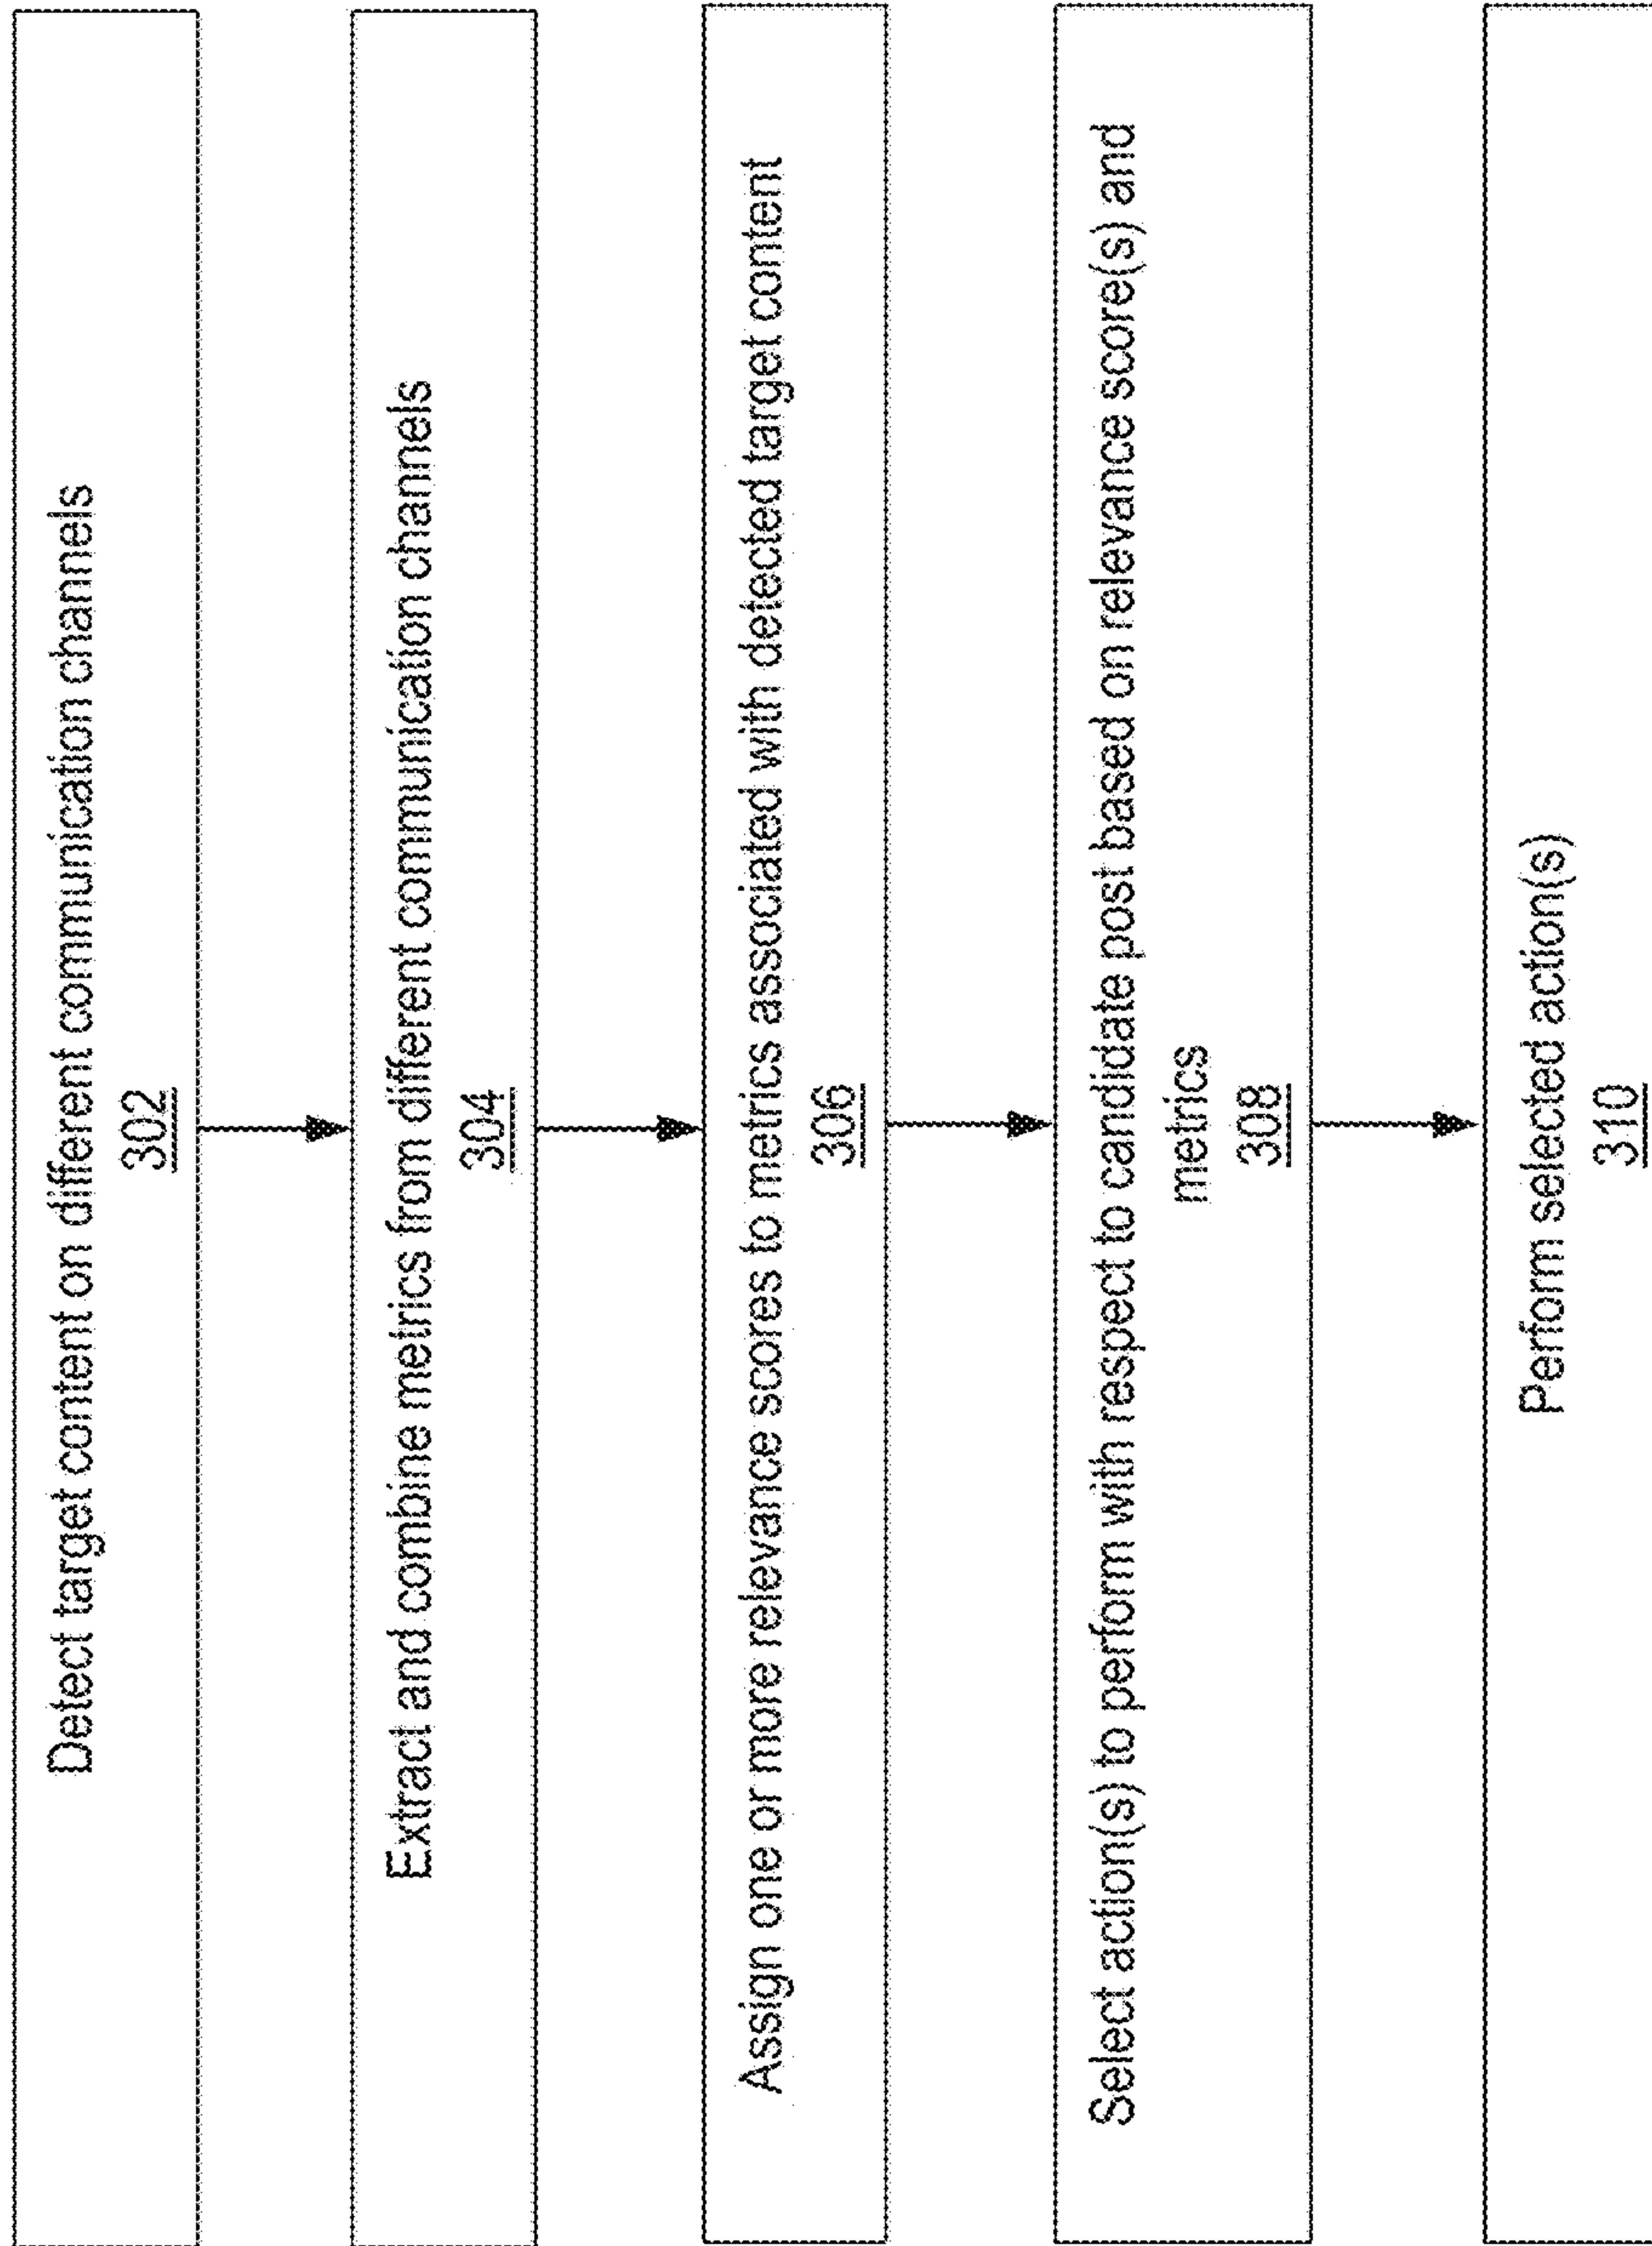 Detect target content on different communication channels
302
Extract and combine metrics from different communication channels
304
Assign one or more relevance scores to metrics associated with detected target content
306
Select action(s) to perform with respect to candidate post based on relevance score(s) and
metrics
308
Perform selected action(s)
310